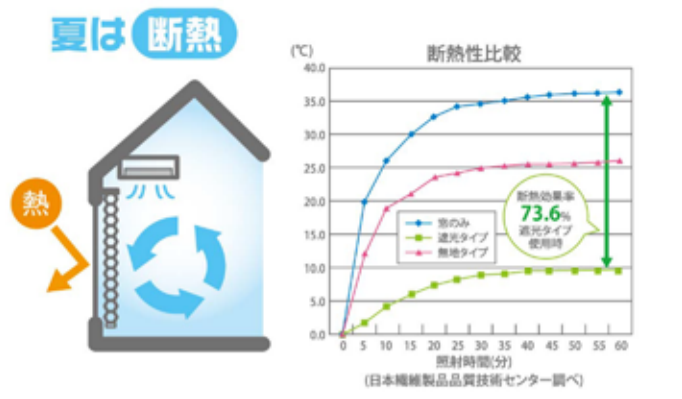 夏は 断熱
熱
(℃)
断熱性比較
40.0
35.0
30.0
25.0
20.0
15.0
10.0
5.0
0.0
窓のみ
遮光タイプ
無地タイプ
断熱効果率
73.6%
遮光タイプ
使用時
0 5 10 15 20 25 30 35 40 45 50 55 60
照射時間(分)
(日本繊維製品品質技術センター調べ)